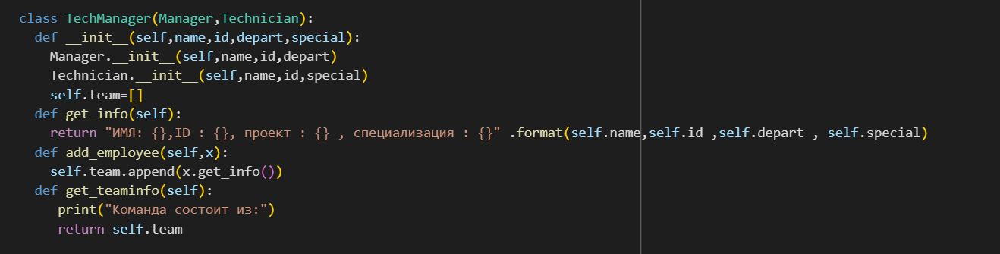 class TechManager(Manager,Technician):
  def __init__(self,name,id,depart,special):
    Manager.__init__(self,name,id,depart)
    Technician.__init__(self,name,id,special)
    self.team=[]
  def get_info(self):
    return "ИМЯ: {},ID : {}, проект : {} , специализация : {}" .format(self.name,self.id ,self.depart , self.special)
  def add_employee(self,x):
    self.team.append(x.get_info())
  def get_teaminfo(self):
     print("Команда состоит из:")
     return self.team